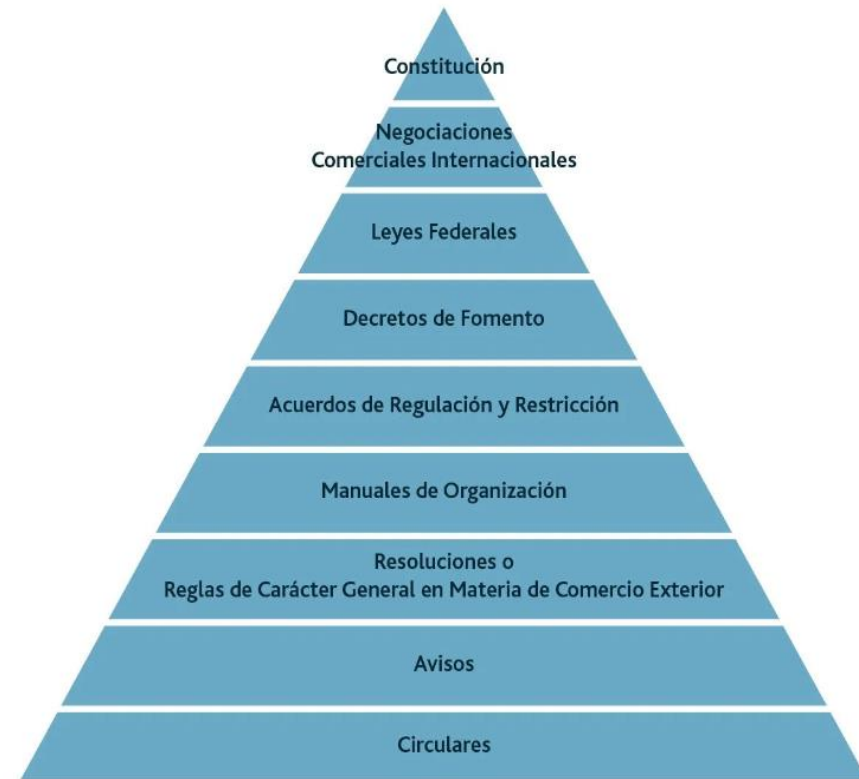 Constitución
Negociaciones
Comerciales Internacionales
Leyes Federales
Decretos de Fomento
Acuerdos de Regulación y Restricción
Manuales de Organización
Resoluciones o
Reglas de Carácter General en Materia de Comercio Exterior
Avisos
Circulares